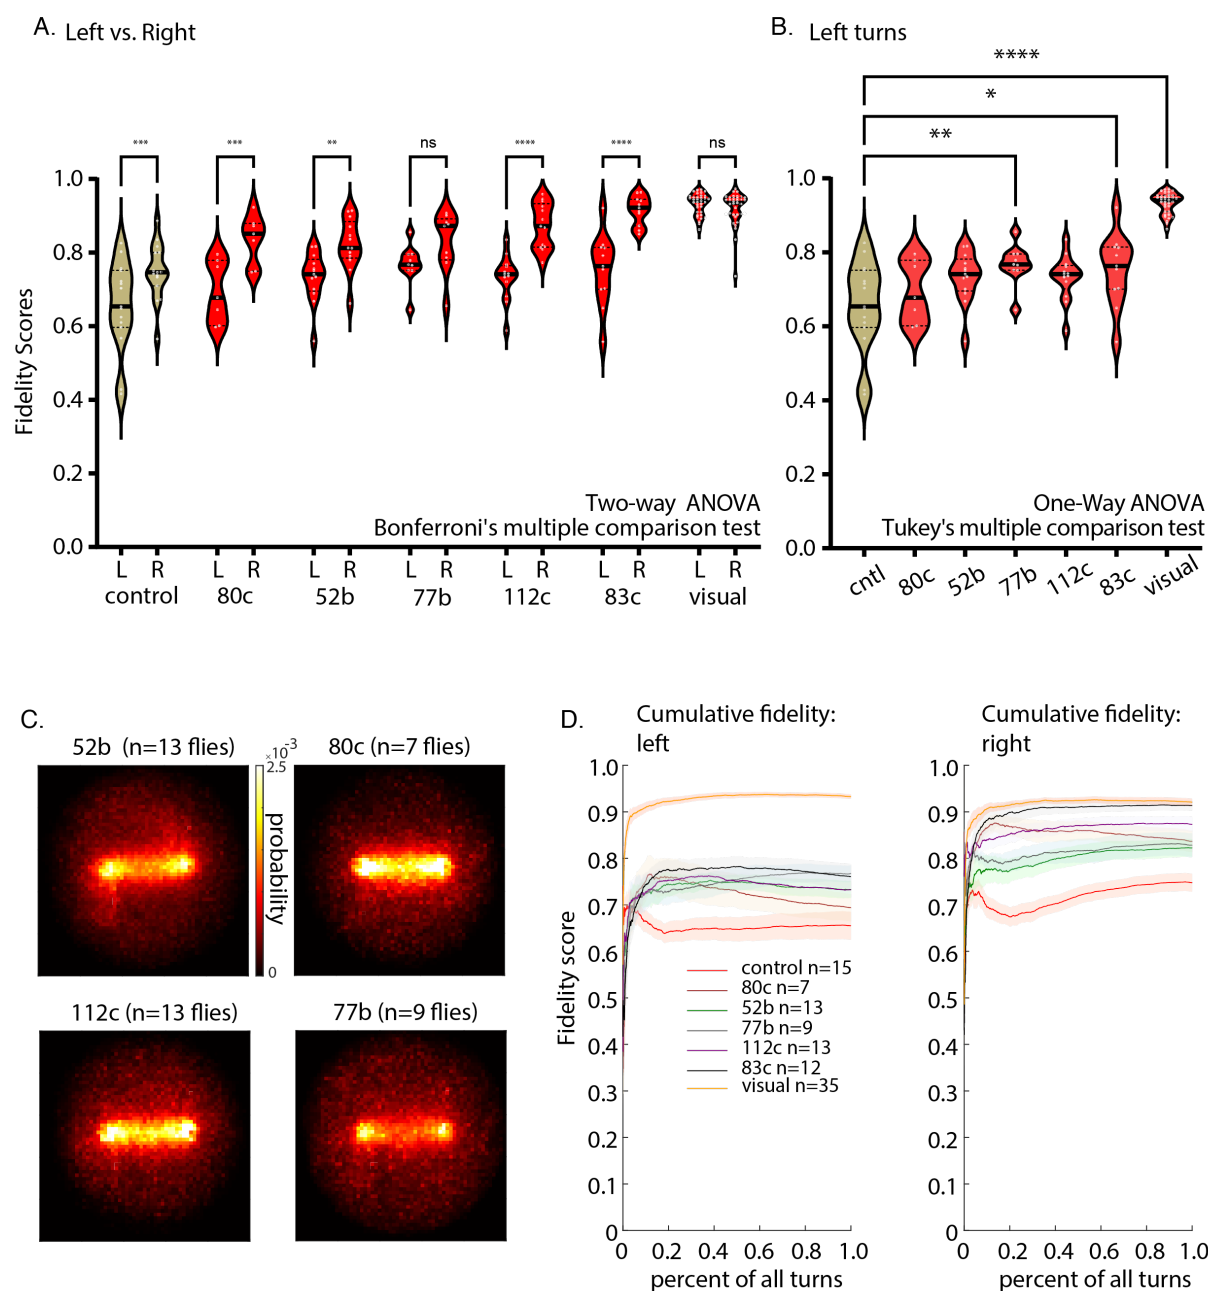 A. Left vs. Right
*** *** ** ns **** **** ns
1.0
0.8
0.6
0.4
0.2
0.0
Fidelity Scores
Two-way ANOVA
Bonferroni's multiple comparison test
L R L R L R L R L R L R L R
control 80c 52b 77b 112c 83c visual
B. Left turns
****
*
**
1.0
0.8
0.6
0.4
0.2
0.0
One-Way ANOVA
Tukey's multiple comparison test
cntl 80c 52b 77b 112c 83c visual
C.
52b (n=13 flies)
×10-3
2.5
probability
0
80c (n=7 flies)
112c (n=13 flies)
77b (n=9 flies)
D. Cumulative fidelity:
left
1.0
0.9
0.8
0.7
0.6
0.5
0.4
0.3
0.2
0.1
0
Fidelity score
control n=15
80c n=7
52b n=13
77b n=9
112c n=13
83c n=12
visual n=35
0 0.2 0.4 0.6 0.8 1.0
percent of all turns
Cumulative fidelity:
right
1.0
0.9
0.8
0.7
0.6
0.5
0.4
0.3
0.2
0.1
0
0 0.2 0.4 0.6 0.8 1.0
percent of all turns